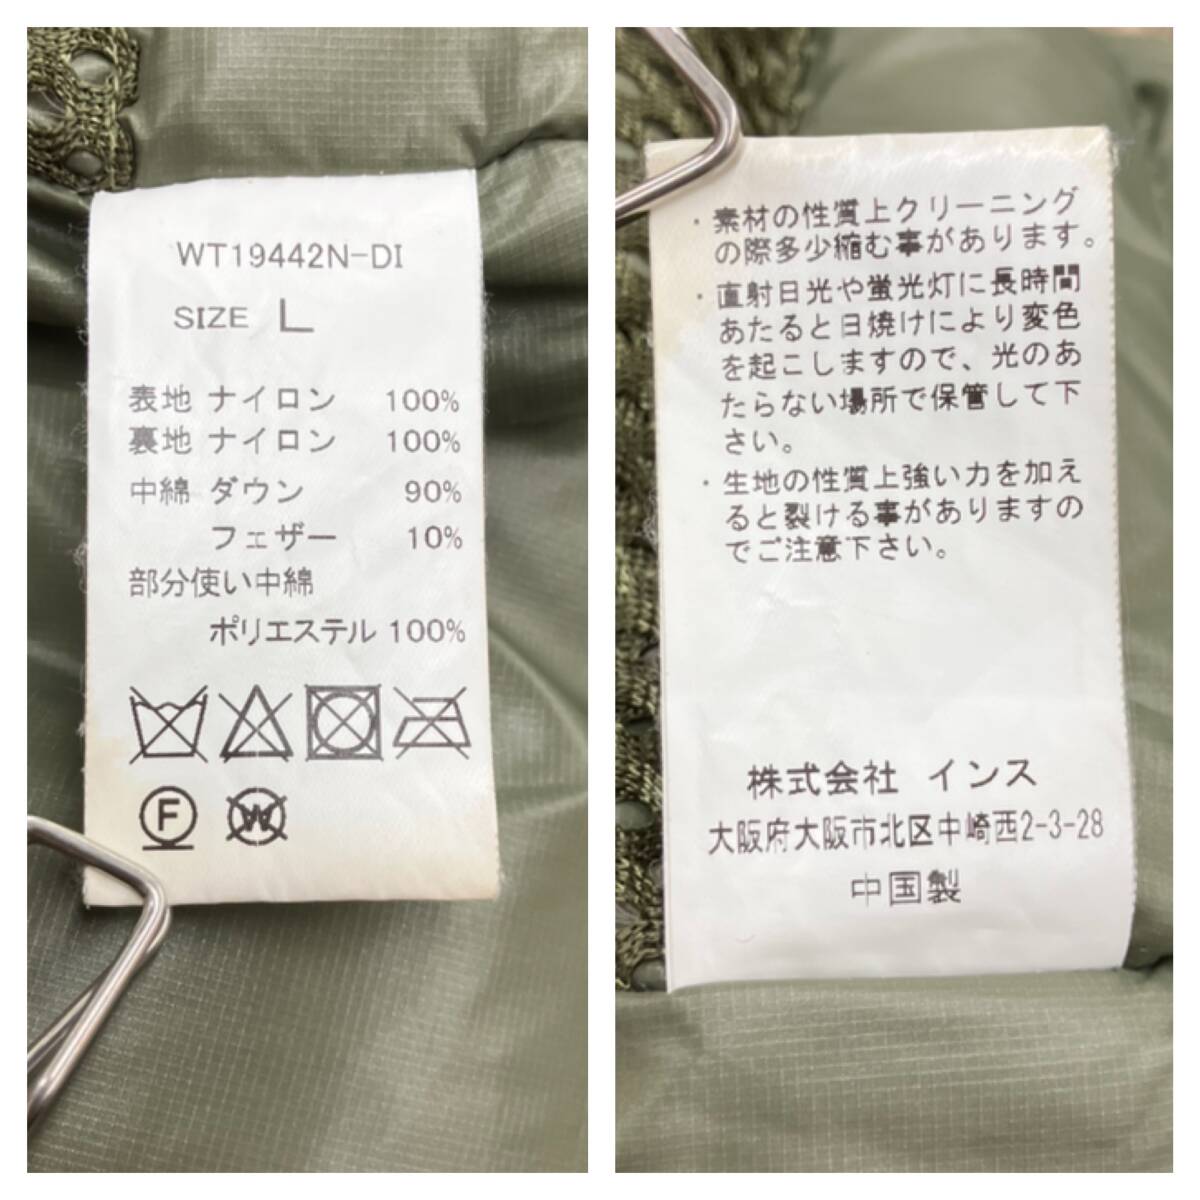 WT19442N-DI
SIZE L
表地 ナイロン 100%
裏地 ナイロン 100%
中綿 ダウン 90%
フェザー 10%
部分使い中綿
ポリエステル 100%
F
W
・素材の性質上クリーニング
の際多少縮む事があります。
・直射日光や蛍光灯に長時間
あたると日焼けにより変色
を起こしますので、光のあ
たらない場所で保管して下
さい。
・生地の性質上強い力を加え
ると裂ける事がありますの
でご注意下さい。
株式会社 インス
大阪府大阪市北区中崎西2-3-28
中国製